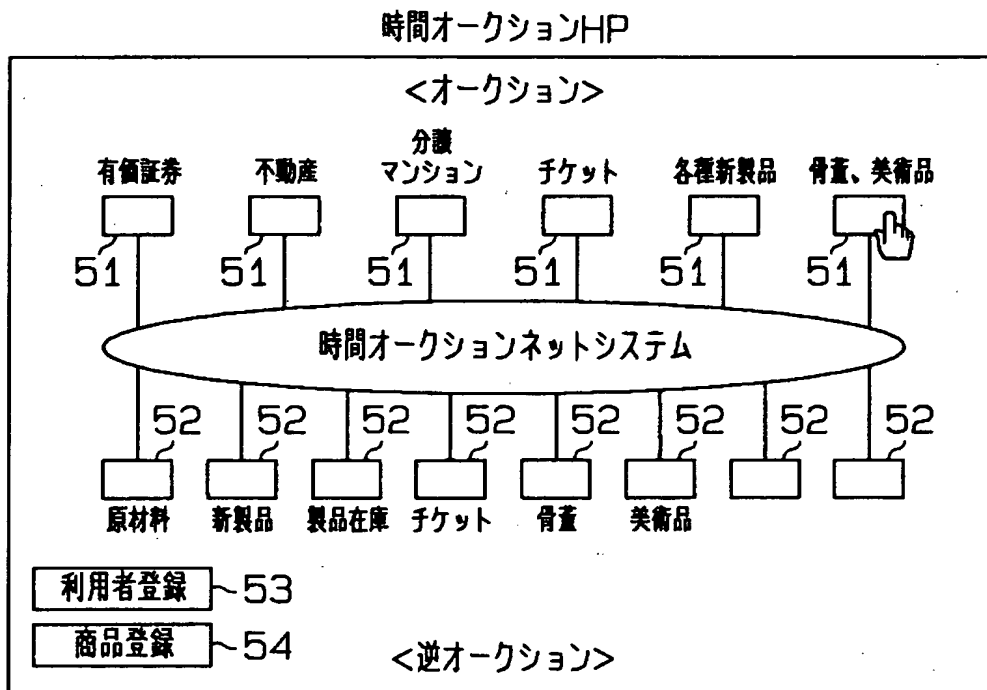 時間オークションHP
<オークション>
有価証券 不動産 分譲マンション チケット 各種新製品 骨董、美術品
51 51 51 51 51 51
時間オークションネットシステム
52 52 52 52 52 52 52 52
原材料 新製品 製品在庫 チケット 骨董 美術品
利用者登録 53
商品登録 54
<逆オークション>